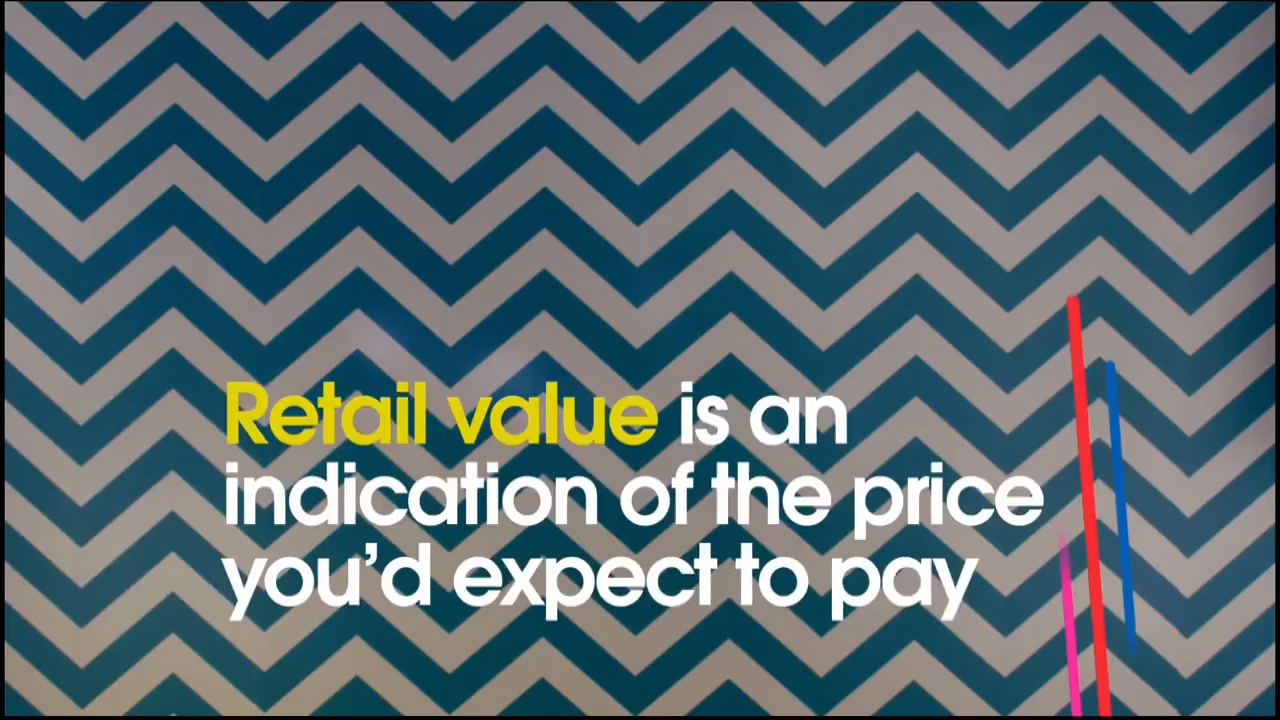 Retail value is an
indication of the price
you'd expect to pay